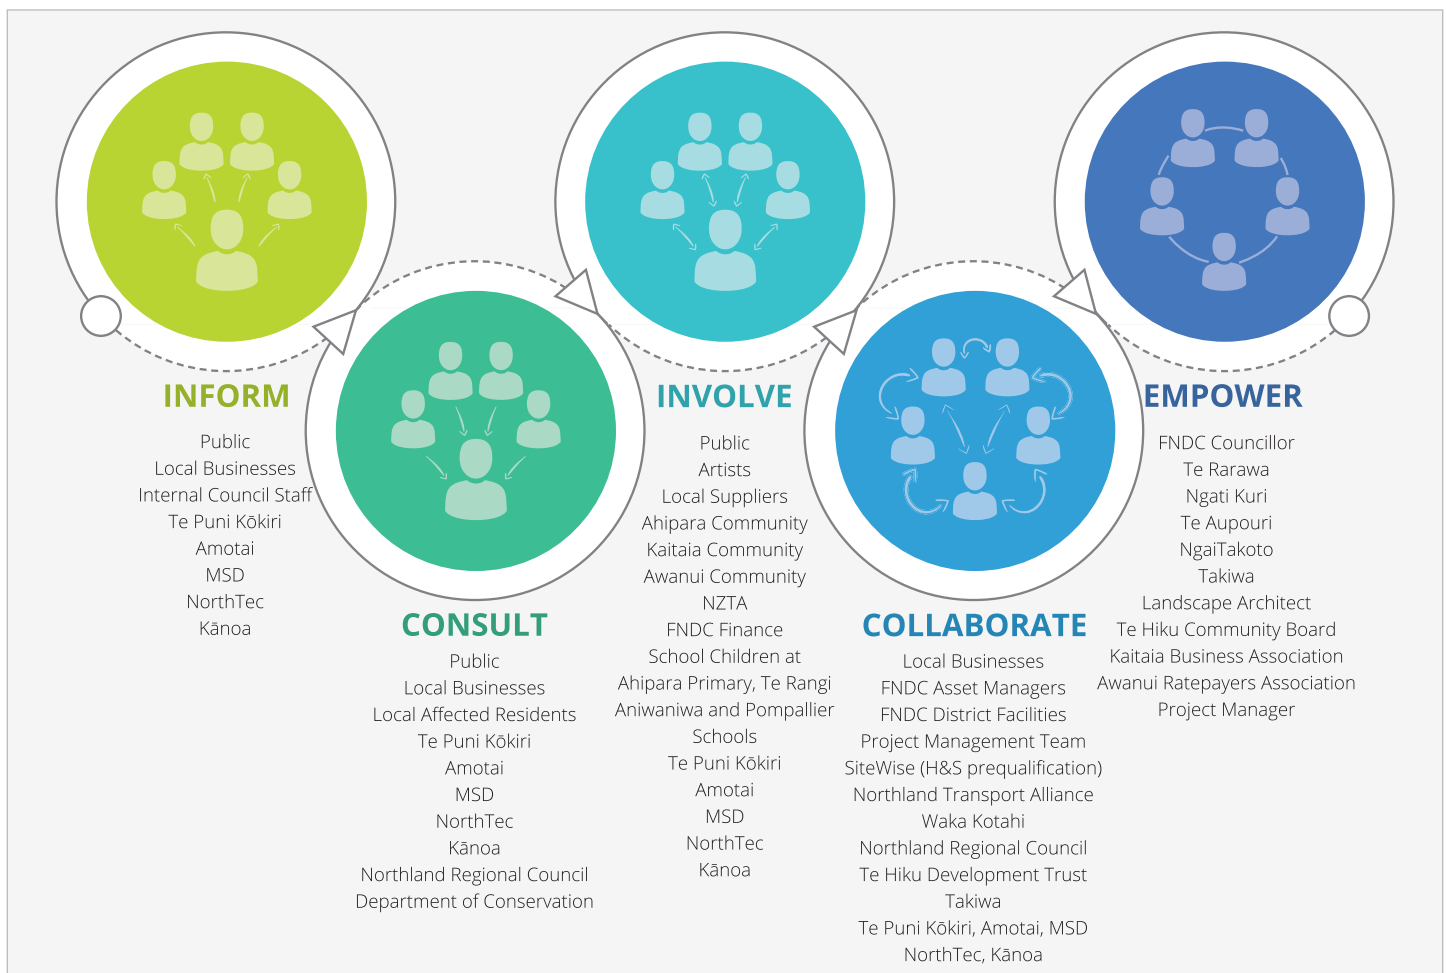 INFORM
Public
Local Businesses
Internal Council Staff
Te Puni Kōkiri
Amotai
MSD
NorthTec
Kānoa
CONSULT
Public
Local Businesses
Local Affected Residents
Te Puni Kōkiri
Amotai
MSD
NorthTec
Kānoa
Northland Regional Council
Department of Conservation
INVOLVE
Public
Artists
Local Suppliers
Ahipara Community
Kaitaia Community
Awanui Community
NZTA
FNDC Finance
School Children at
Ahipara Primary, Te Rangi
Aniwaniwa and Pompallier
Schools
Te Puni Kōkiri
Amotai
MSD
NorthTec
Kānoa
COLLABORATE
Local Businesses
FNDC Asset Managers
FNDC District Facilities
Project Management Team
SiteWise (H&S prequalification)
Northland Transport Alliance
Waka Kotahi
Northland Regional Council
Te Hiku Development Trust
Takiwa
Te Puni Kōkiri, Amotai, MSD
NorthTec, Kānoa
EMPOWER
FNDC Councillor
Te Rarawa
Ngati Kuri
Te Aupouri
NgaiTakoto
Takiwa
Landscape Architect
Te Hiku Community Board
Kaitaia Business Association
Awanui Ratepayers Association
Project Manager